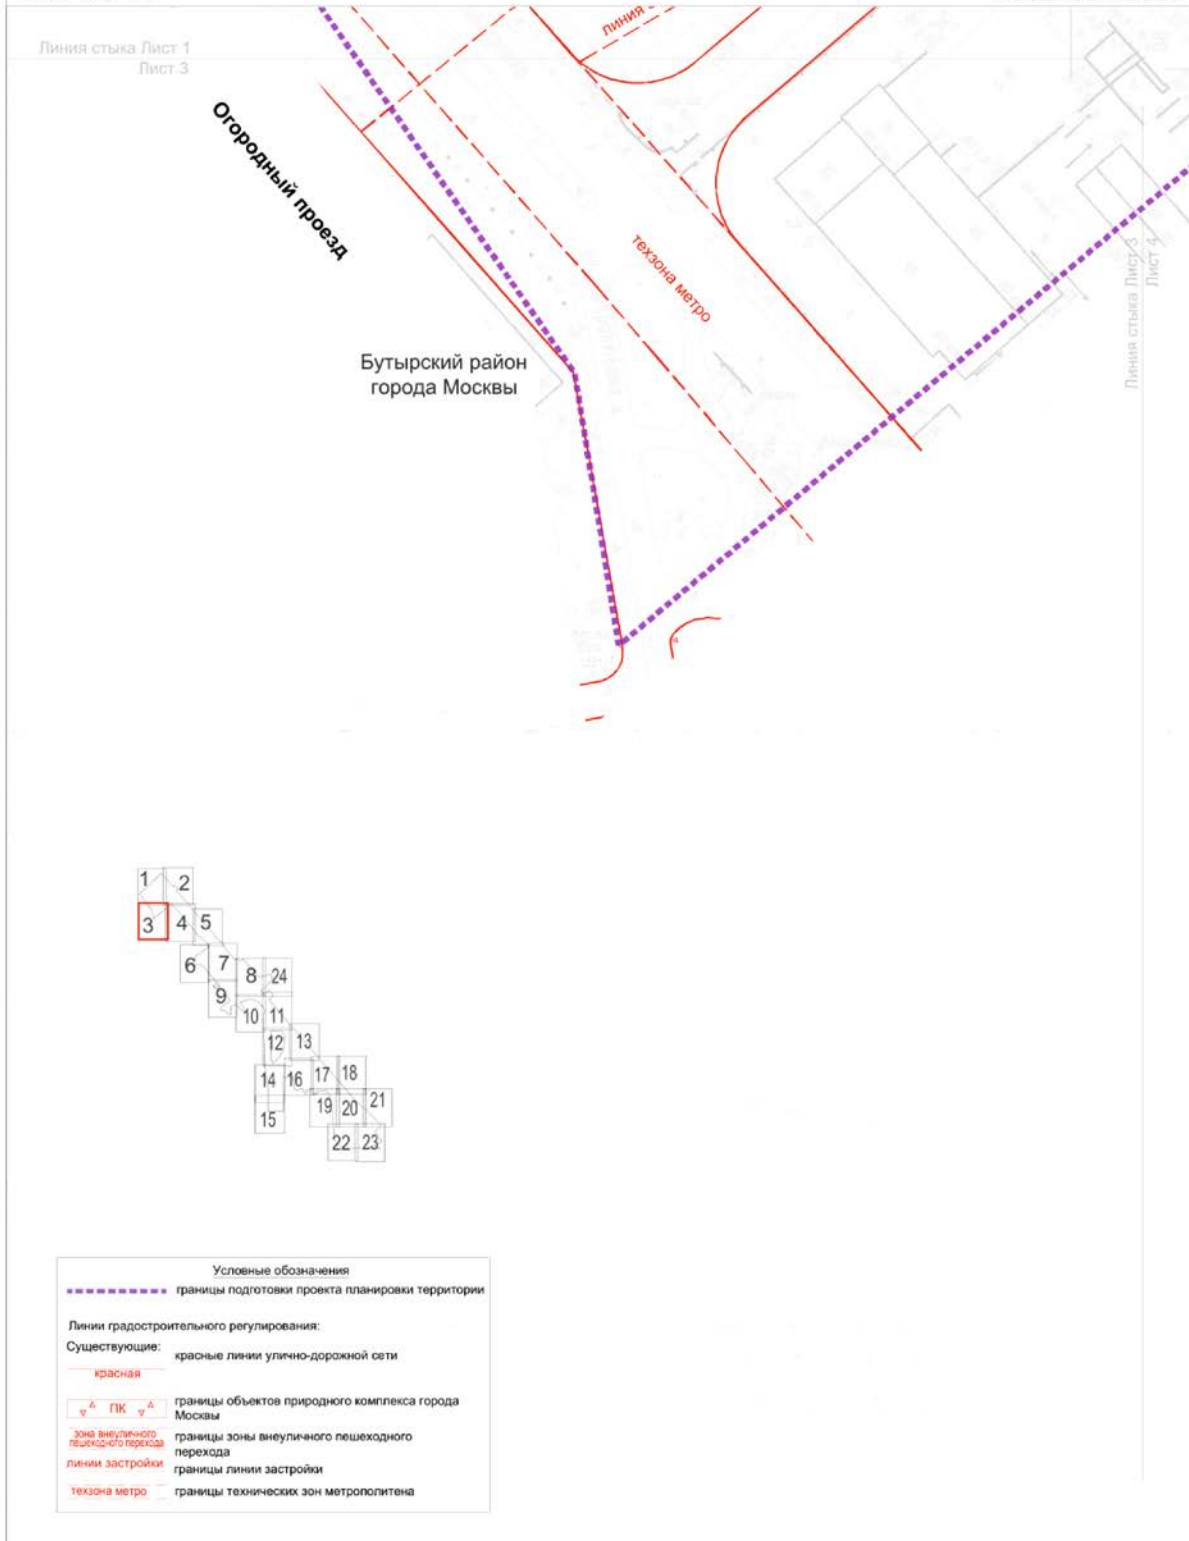 Линия стыка Лист 1
Лист 3
Огородный проезд
линия
техзона метро
Бутырский район
города Москвы
Линия стыка Лист 3
Лист 4
1
2
3
4
5
6
7
8
24
9
10
11
12
13
14
16
17
18
15
19
20
21
22
23
Условные обозначения
границы подготовки проекта планировки территории
Линии градостроительного регулирования:
Существующие:
красные линии улично-дорожной сети
красная
ПК
границы объектов природного комплекса города
Москвы
зона внеуличного
пешеходного перехода
границы зоны внеуличного пешеходного
перехода
линии застройки
границы линии застройки
техзона метро
границы технических зон метрополитена